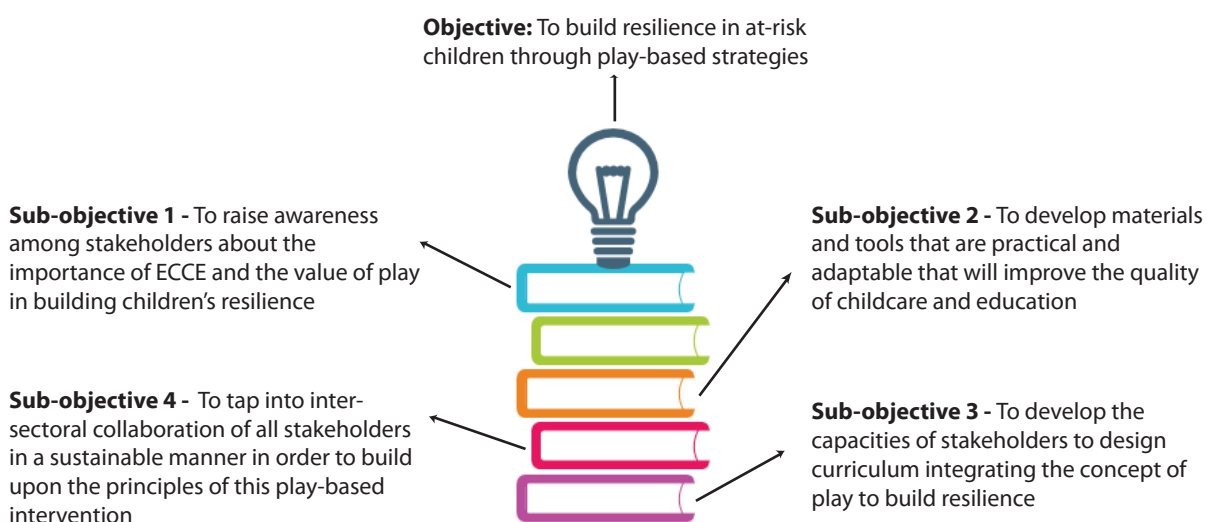 Objective: To build resilience in at-risk
children through play-based strategies
Sub-objective 1 - To raise awareness
among stakeholders about the
importance of ECCE and the value of play
in building children’s resilience
Sub-objective 2 - To develop materials
and tools that are practical and
adaptable that will improve the quality
of childcare and education
Sub-objective 4 - To tap into inter-
sectoral collaboration of all stakeholders
in a sustainable manner in order to build
upon the principles of this play-based
intervention
Sub-objective 3 - To develop the
capacities of stakeholders to design
curriculum integrating the concept of
play to build resilience